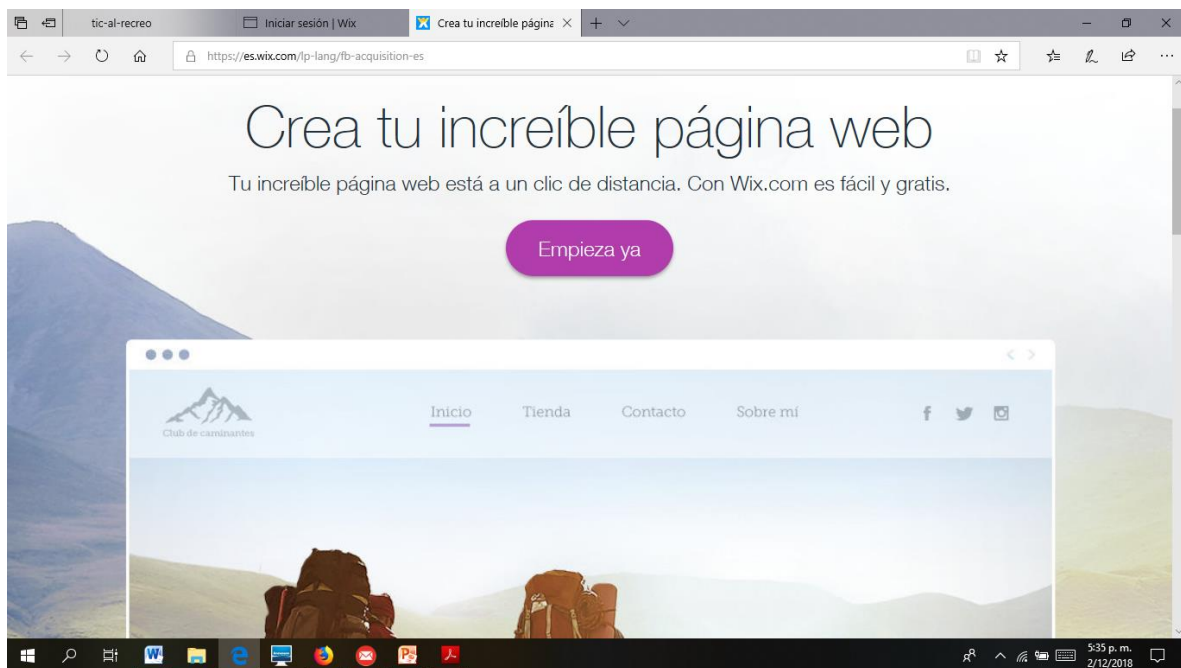 tic-al-recreo
Iniciar sesión | Wix
Crea tu increíble página
https://es.wix.com/lp-lang/fb-acquisition-es
Crea tu increíble página web
Tu increíble página web está a un clic de distancia. Con Wix.com es fácil y gratis.
Empieza ya
Club de caminantes
Inicio Tienda Contacto Sobre mí
5:35 p. m.
2/12/2018